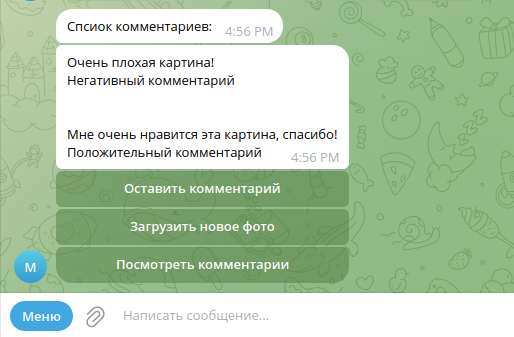 Спсиок комментариев:
4:56 PM
Очень плохая картина!
Негативный комментарий
Мне очень нравится эта картина, спасибо!
Положительный комментарий
4:56 PM
Оставить комментарий
Загрузить новое фото
Посмотреть комментарии
М
Меню
Написать сообщение...